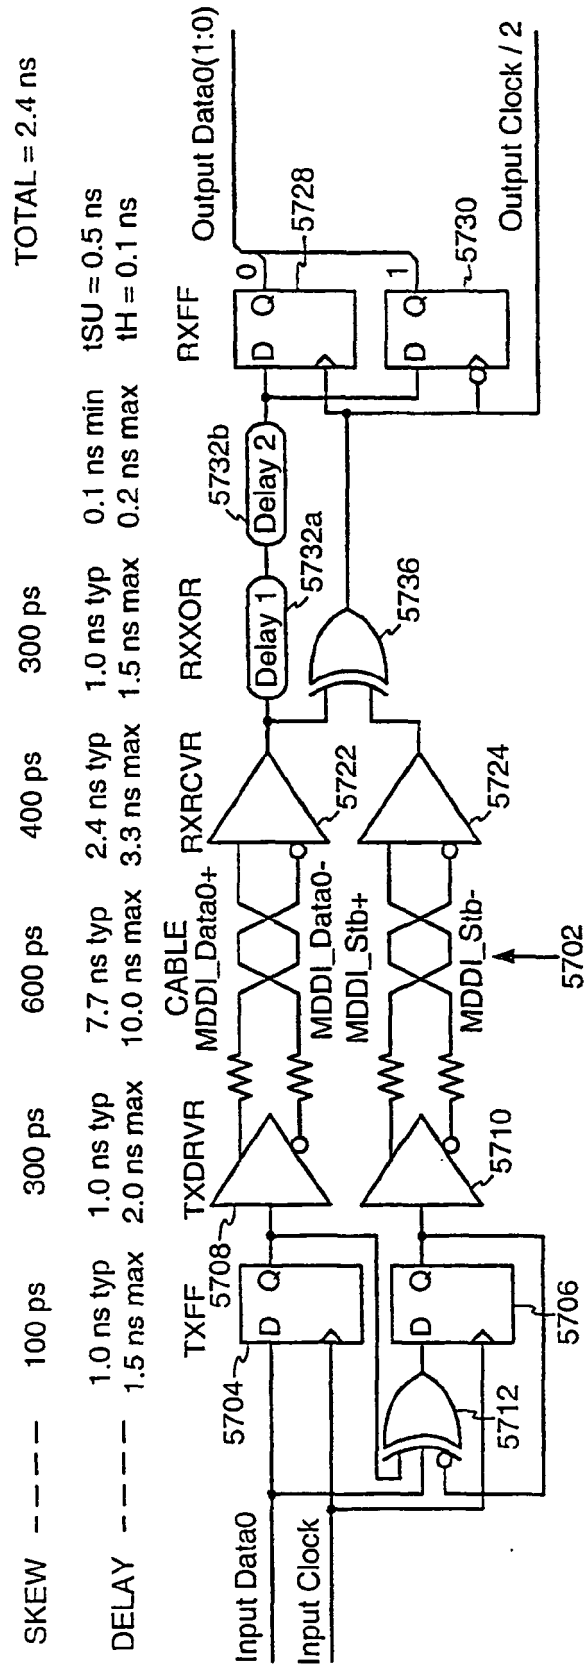 SKEW ---- 100 ps 300 ps 600 ps 400 ps 300 ps TOTAL = 2.4 ns
DELAY ---- 1.0 ns typ 1.0 ns typ 7.7 ns typ 2.4 ns typ 1.0 ns typ 0.1 ns min tSU = 0.5 ns
1.5 ns max 2.0 ns max 10.0 ns max 3.3 ns max 1.5 ns max 0.2 ns max tH = 0.1 ns
TXFF TXDRVR CABLE RXRCVR RXXOR RXFF
MDDI_Data0+
MDDI_Data0-
MDDI_Stb+
MDDI_Stb-
Input Data0
Input Clock
5704
D Q
5708
5722
Delay 1
5732a
Delay 2
5732b
D Q
0
5728
Output Data0(1:0)
5712
D Q
5706
5710
5724
5736
D Q
1
5730
Output Clock / 2
5702